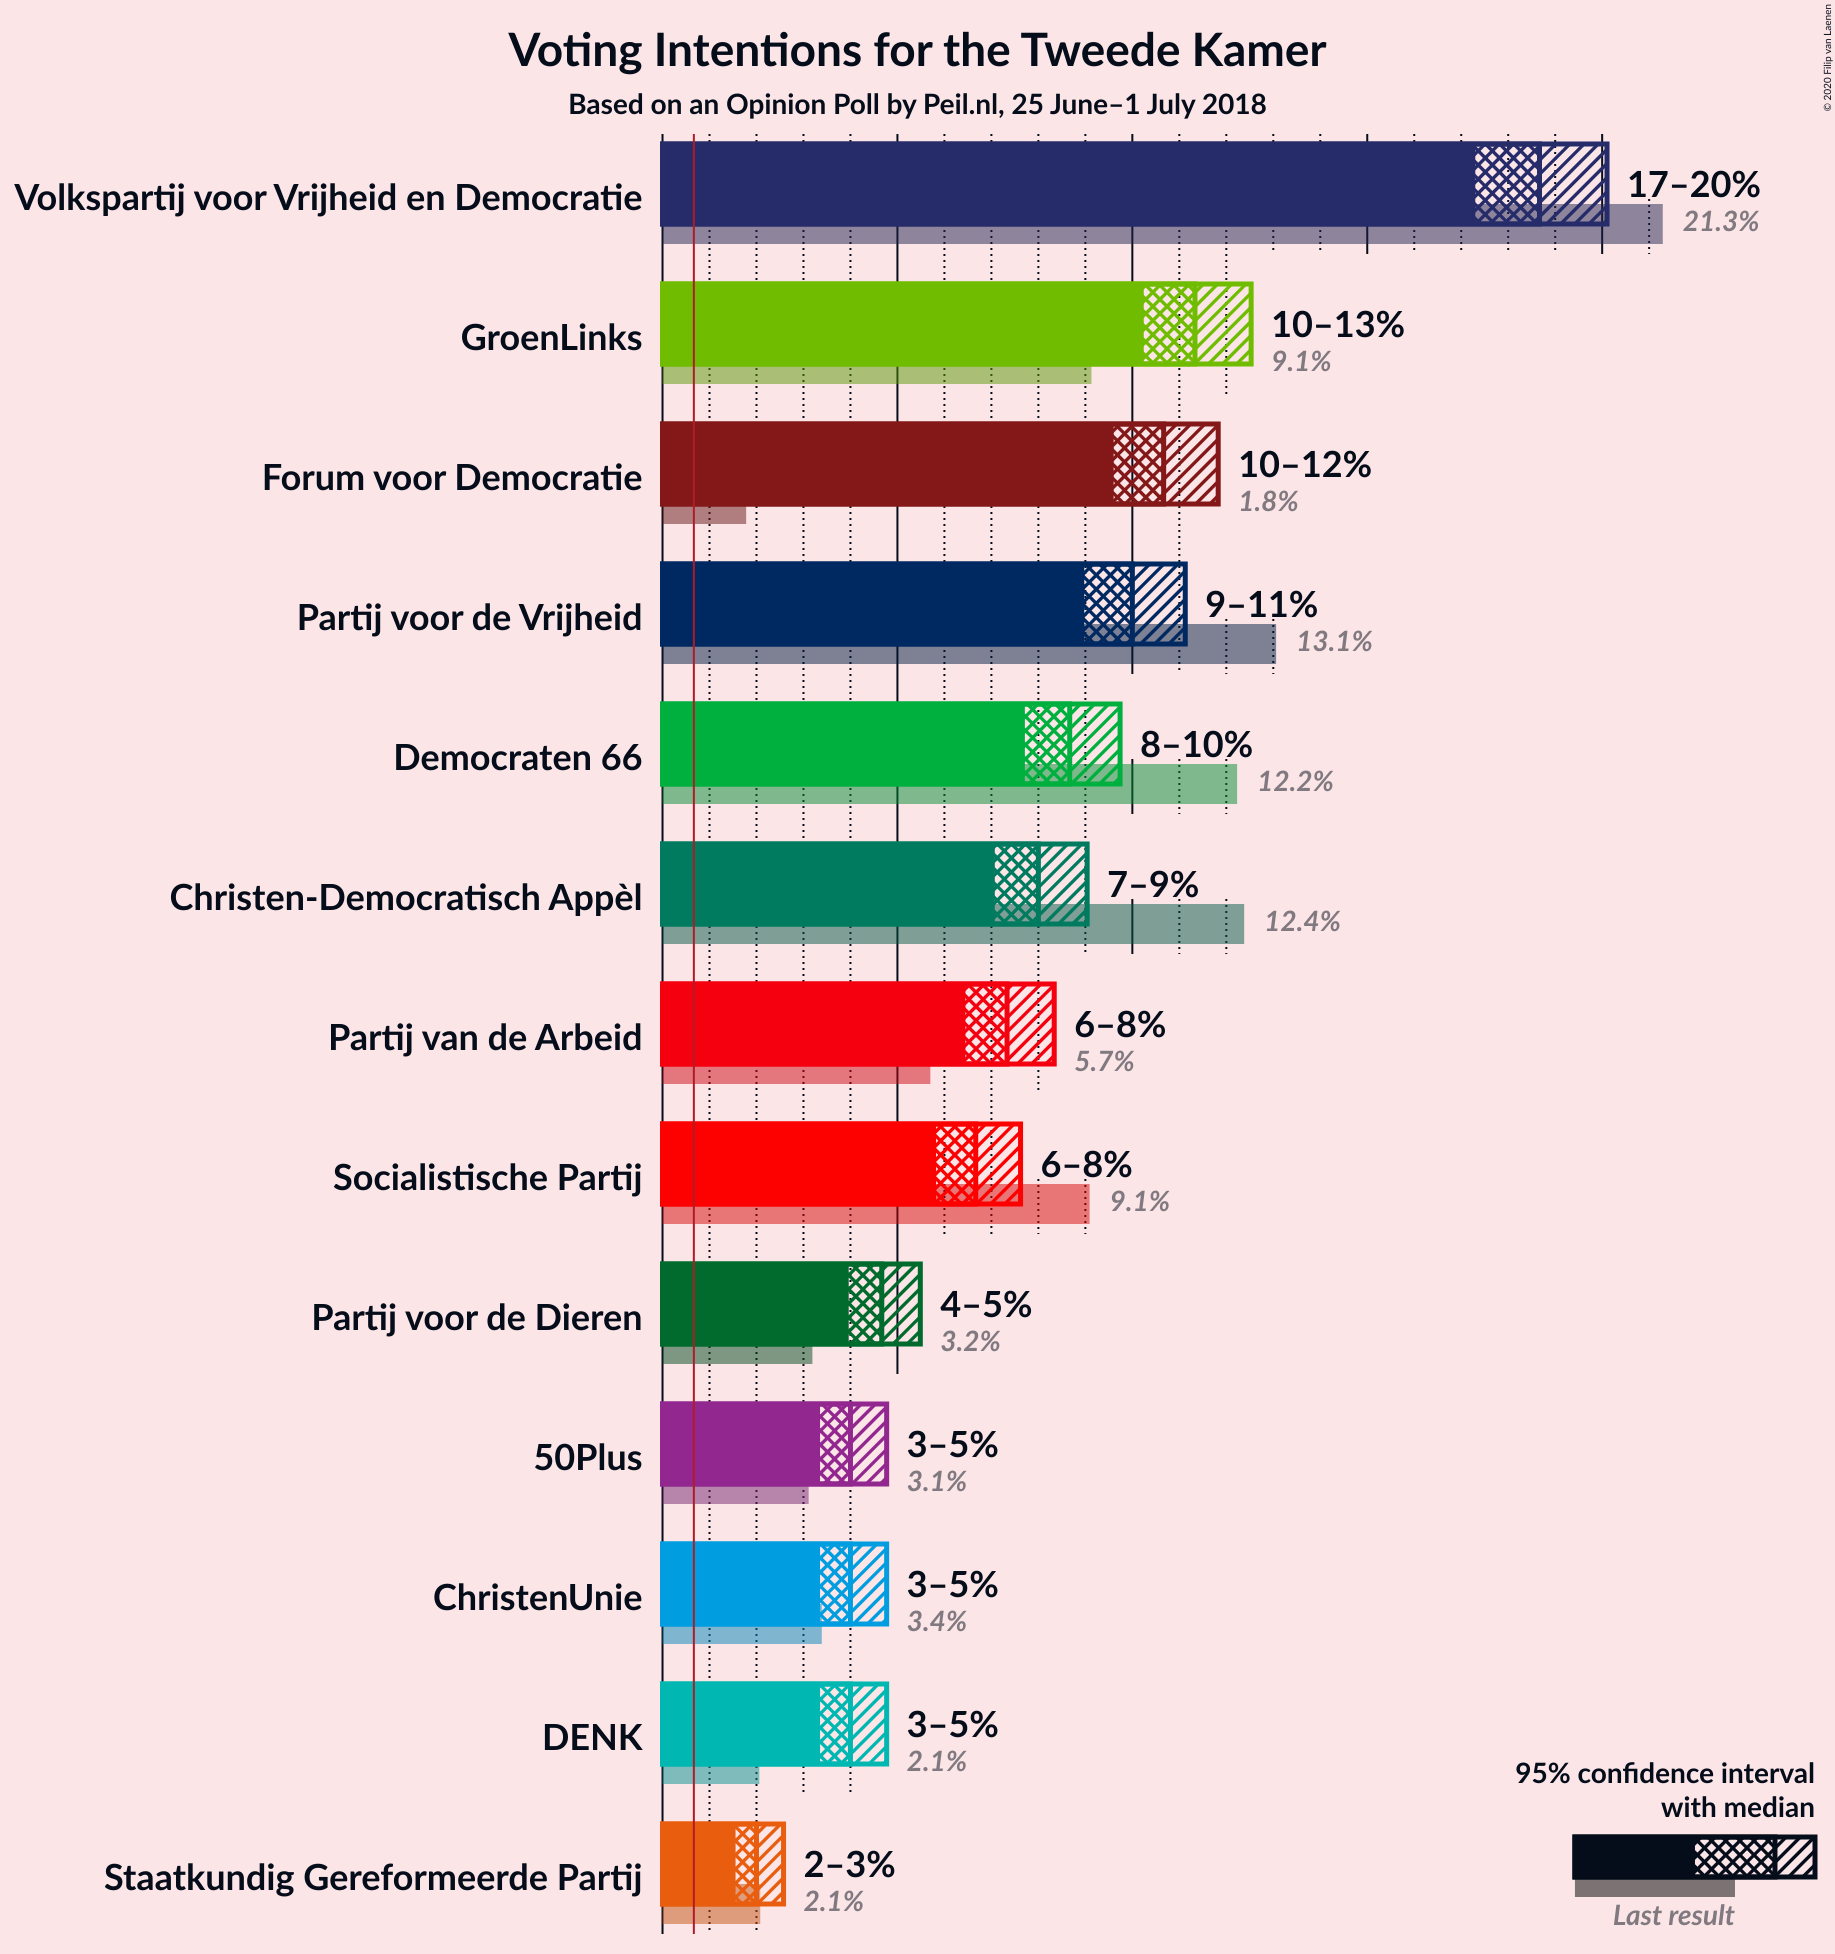 Voting Intentions for the Tweede Kamer
Based on an Opinion Poll by Peil.nl, 25 June–1 July 2018
© 2020 Filip van Laenen
Volkspartij voor Vrijheid en Democratie
17–20%
21.3%
GroenLinks
10–13%
9.1%
Forum voor Democratie
10–12%
1.8%
Partij voor de Vrijheid
9–11%
13.1%
Democraten 66
8–10%
12.2%
Christen-Democratisch Appèl
7–9%
12.4%
Partij van de Arbeid
6–8%
5.7%
Socialistische Partij
6–8%
9.1%
Partij voor de Dieren
4–5%
3.2%
50Plus
3–5%
3.1%
ChristenUnie
3–5%
3.4%
DENK
3–5%
2.1%
Staatkundig Gereformeerde Partij
2–3%
2.1%
95% confidence interval
with median
Last result